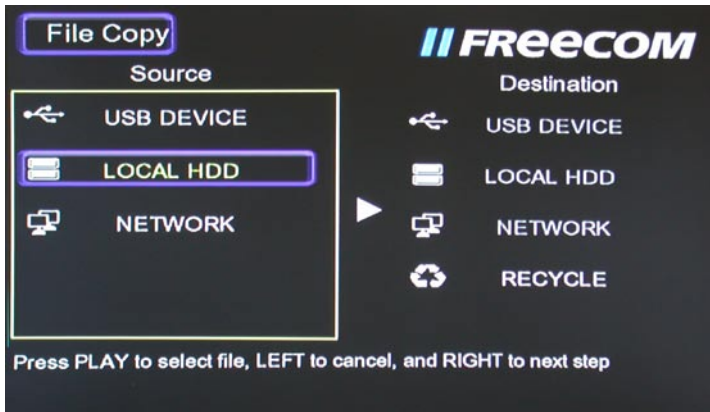 File Copy
FREECOM
Source
Destination
USB DEVICE
LOCAL HDD
NETWORK
USB DEVICE
LOCAL HDD
NETWORK
RECYCLE
Press PLAY to select file, LEFT to cancel, and RIGHT to next step